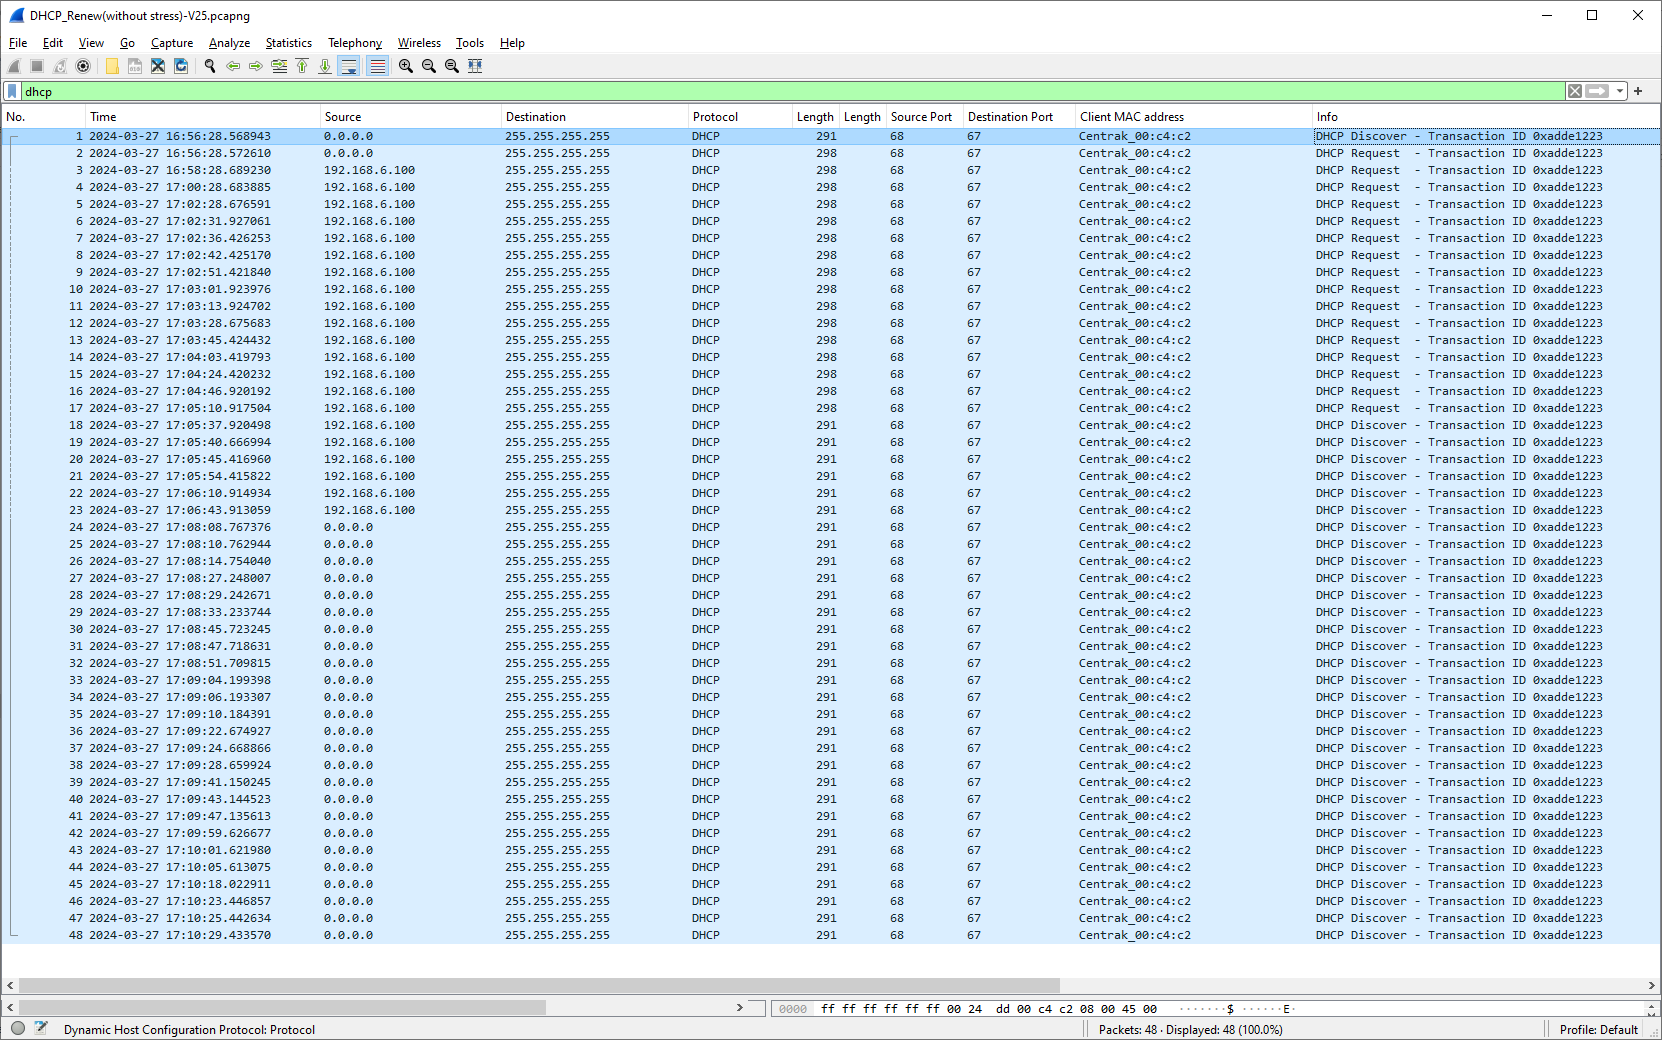 DHCP_Renew(without stress)-V25.pcapng
File Edit View Go Capture Analyze Statistics Telephony Wireless Tools Help
dhcp
No. Time Source Destination Protocol Length Length Source Port Destination Port Client MAC address Info
1 2024-03-27 16:56:28.568943 0.0.0.0 255.255.255.255 DHCP 291 68 67 Centrak_00:c4:c2 DHCP Discover - Transaction ID 0xadde1223
2 2024-03-27 16:56:28.572610 0.0.0.0 255.255.255.255 DHCP 298 68 67 Centrak_00:c4:c2 DHCP Request - Transaction ID 0xadde1223
3 2024-03-27 16:58:28.689230 192.168.6.100 255.255.255.255 DHCP 298 68 67 Centrak_00:c4:c2 DHCP Request - Transaction ID 0xadde1223
4 2024-03-27 17:00:28.683885 192.168.6.100 255.255.255.255 DHCP 298 68 67 Centrak_00:c4:c2 DHCP Request - Transaction ID 0xadde1223
5 2024-03-27 17:02:28.676591 192.168.6.100 255.255.255.255 DHCP 298 68 67 Centrak_00:c4:c2 DHCP Request - Transaction ID 0xadde1223
6 2024-03-27 17:02:31.927061 192.168.6.100 255.255.255.255 DHCP 298 68 67 Centrak_00:c4:c2 DHCP Request - Transaction ID 0xadde1223
7 2024-03-27 17:02:36.426253 192.168.6.100 255.255.255.255 DHCP 298 68 67 Centrak_00:c4:c2 DHCP Request - Transaction ID 0xadde1223
8 2024-03-27 17:02:42.425170 192.168.6.100 255.255.255.255 DHCP 298 68 67 Centrak_00:c4:c2 DHCP Request - Transaction ID 0xadde1223
9 2024-03-27 17:02:51.421840 192.168.6.100 255.255.255.255 DHCP 298 68 67 Centrak_00:c4:c2 DHCP Request - Transaction ID 0xadde1223
10 2024-03-27 17:03:01.923976 192.168.6.100 255.255.255.255 DHCP 298 68 67 Centrak_00:c4:c2 DHCP Request - Transaction ID 0xadde1223
11 2024-03-27 17:03:13.924702 192.168.6.100 255.255.255.255 DHCP 298 68 67 Centrak_00:c4:c2 DHCP Request - Transaction ID 0xadde1223
12 2024-03-27 17:03:28.675683 192.168.6.100 255.255.255.255 DHCP 298 68 67 Centrak_00:c4:c2 DHCP Request - Transaction ID 0xadde1223
13 2024-03-27 17:03:45.424432 192.168.6.100 255.255.255.255 DHCP 298 68 67 Centrak_00:c4:c2 DHCP Request - Transaction ID 0xadde1223
14 2024-03-27 17:04:03.419793 192.168.6.100 255.255.255.255 DHCP 298 68 67 Centrak_00:c4:c2 DHCP Request - Transaction ID 0xadde1223
15 2024-03-27 17:04:24.420232 192.168.6.100 255.255.255.255 DHCP 298 68 67 Centrak_00:c4:c2 DHCP Request - Transaction ID 0xadde1223
16 2024-03-27 17:04:46.920192 192.168.6.100 255.255.255.255 DHCP 298 68 67 Centrak_00:c4:c2 DHCP Request - Transaction ID 0xadde1223
17 2024-03-27 17:05:10.917504 192.168.6.100 255.255.255.255 DHCP 298 68 67 Centrak_00:c4:c2 DHCP Request - Transaction ID 0xadde1223
18 2024-03-27 17:05:37.920498 192.168.6.100 255.255.255.255 DHCP 291 68 67 Centrak_00:c4:c2 DHCP Discover - Transaction ID 0xadde1223
19 2024-03-27 17:05:40.666994 192.168.6.100 255.255.255.255 DHCP 291 68 67 Centrak_00:c4:c2 DHCP Discover - Transaction ID 0xadde1223
20 2024-03-27 17:05:45.416960 192.168.6.100 255.255.255.255 DHCP 291 68 67 Centrak_00:c4:c2 DHCP Discover - Transaction ID 0xadde1223
21 2024-03-27 17:05:54.415822 192.168.6.100 255.255.255.255 DHCP 291 68 67 Centrak_00:c4:c2 DHCP Discover - Transaction ID 0xadde1223
22 2024-03-27 17:06:10.914934 192.168.6.100 255.255.255.255 DHCP 291 68 67 Centrak_00:c4:c2 DHCP Discover - Transaction ID 0xadde1223
23 2024-03-27 17:06:43.913059 192.168.6.100 255.255.255.255 DHCP 291 68 67 Centrak_00:c4:c2 DHCP Discover - Transaction ID 0xadde1223
24 2024-03-27 17:08:08.767376 0.0.0.0 255.255.255.255 DHCP 291 68 67 Centrak_00:c4:c2 DHCP Discover - Transaction ID 0xadde1223
25 2024-03-27 17:08:10.762944 0.0.0.0 255.255.255.255 DHCP 291 68 67 Centrak_00:c4:c2 DHCP Discover - Transaction ID 0xadde1223
26 2024-03-27 17:08:14.754040 0.0.0.0 255.255.255.255 DHCP 291 68 67 Centrak_00:c4:c2 DHCP Discover - Transaction ID 0xadde1223
27 2024-03-27 17:08:27.248007 0.0.0.0 255.255.255.255 DHCP 291 68 67 Centrak_00:c4:c2 DHCP Discover - Transaction ID 0xadde1223
28 2024-03-27 17:08:29.242671 0.0.0.0 255.255.255.255 DHCP 291 68 67 Centrak_00:c4:c2 DHCP Discover - Transaction ID 0xadde1223
29 2024-03-27 17:08:33.233744 0.0.0.0 255.255.255.255 DHCP 291 68 67 Centrak_00:c4:c2 DHCP Discover - Transaction ID 0xadde1223
30 2024-03-27 17:08:45.723245 0.0.0.0 255.255.255.255 DHCP 291 68 67 Centrak_00:c4:c2 DHCP Discover - Transaction ID 0xadde1223
31 2024-03-27 17:08:47.718631 0.0.0.0 255.255.255.255 DHCP 291 68 67 Centrak_00:c4:c2 DHCP Discover - Transaction ID 0xadde1223
32 2024-03-27 17:08:51.709815 0.0.0.0 255.255.255.255 DHCP 291 68 67 Centrak_00:c4:c2 DHCP Discover - Transaction ID 0xadde1223
33 2024-03-27 17:09:04.199398 0.0.0.0 255.255.255.255 DHCP 291 68 67 Centrak_00:c4:c2 DHCP Discover - Transaction ID 0xadde1223
34 2024-03-27 17:09:06.193307 0.0.0.0 255.255.255.255 DHCP 291 68 67 Centrak_00:c4:c2 DHCP Discover - Transaction ID 0xadde1223
35 2024-03-27 17:09:10.184391 0.0.0.0 255.255.255.255 DHCP 291 68 67 Centrak_00:c4:c2 DHCP Discover - Transaction ID 0xadde1223
36 2024-03-27 17:09:22.674927 0.0.0.0 255.255.255.255 DHCP 291 68 67 Centrak_00:c4:c2 DHCP Discover - Transaction ID 0xadde1223
37 2024-03-27 17:09:24.668866 0.0.0.0 255.255.255.255 DHCP 291 68 67 Centrak_00:c4:c2 DHCP Discover - Transaction ID 0xadde1223
38 2024-03-27 17:09:28.659924 0.0.0.0 255.255.255.255 DHCP 291 68 67 Centrak_00:c4:c2 DHCP Discover - Transaction ID 0xadde1223
39 2024-03-27 17:09:41.150245 0.0.0.0 255.255.255.255 DHCP 291 68 67 Centrak_00:c4:c2 DHCP Discover - Transaction ID 0xadde1223
40 2024-03-27 17:09:43.144523 0.0.0.0 255.255.255.255 DHCP 291 68 67 Centrak_00:c4:c2 DHCP Discover - Transaction ID 0xadde1223
41 2024-03-27 17:09:47.135613 0.0.0.0 255.255.255.255 DHCP 291 68 67 Centrak_00:c4:c2 DHCP Discover - Transaction ID 0xadde1223
42 2024-03-27 17:09:59.626677 0.0.0.0 255.255.255.255 DHCP 291 68 67 Centrak_00:c4:c2 DHCP Discover - Transaction ID 0xadde1223
43 2024-03-27 17:10:01.621980 0.0.0.0 255.255.255.255 DHCP 291 68 67 Centrak_00:c4:c2 DHCP Discover - Transaction ID 0xadde1223
44 2024-03-27 17:10:05.613075 0.0.0.0 255.255.255.255 DHCP 291 68 67 Centrak_00:c4:c2 DHCP Discover - Transaction ID 0xadde1223
45 2024-03-27 17:10:18.022911 0.0.0.0 255.255.255.255 DHCP 291 68 67 Centrak_00:c4:c2 DHCP Discover - Transaction ID 0xadde1223
46 2024-03-27 17:10:23.446857 0.0.0.0 255.255.255.255 DHCP 291 68 67 Centrak_00:c4:c2 DHCP Discover - Transaction ID 0xadde1223
47 2024-03-27 17:10:25.442634 0.0.0.0 255.255.255.255 DHCP 291 68 67 Centrak_00:c4:c2 DHCP Discover - Transaction ID 0xadde1223
48 2024-03-27 17:10:29.433570 0.0.0.0 255.255.255.255 DHCP 291 68 67 Centrak_00:c4:c2 DHCP Discover - Transaction ID 0xadde1223
0000 ff ff ff ff ff ff 00 24 dd 00 c4 c2 08 00 45 00 ·······$ ······E·
Dynamic Host Configuration Protocol: Protocol Packets: 48 · Displayed: 48 (100.0%) Profile: Default